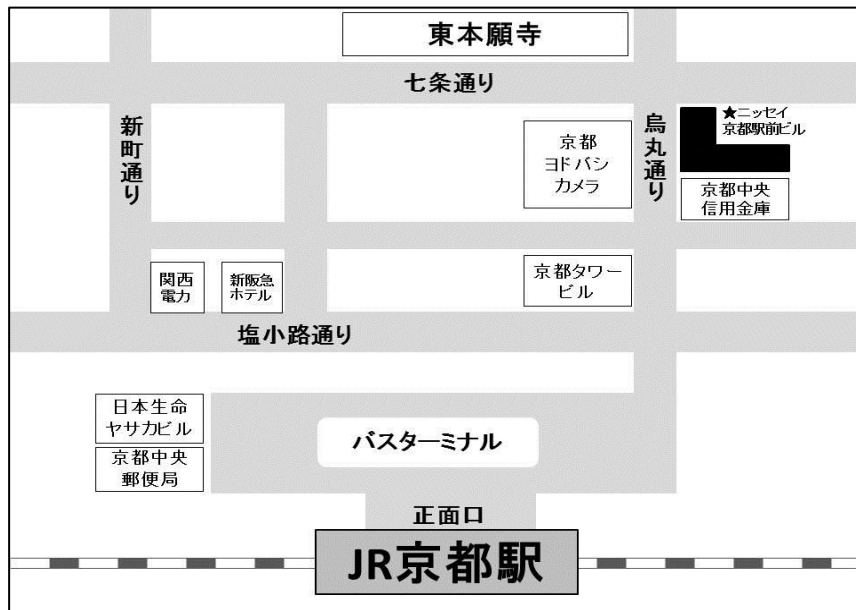 東本願寺
七条通り
新町通り
烏丸通り
★ニッセイ
京都駅前ビル
京都
ヨドバシ
カメラ
京都中央
信用金庫
関西
電力
新阪急
ホテル
京都タワー
ビル
塩小路通り
日本生命
ヤサカビル
京都中央
郵便局
バスターミナル
正面口
JR京都駅